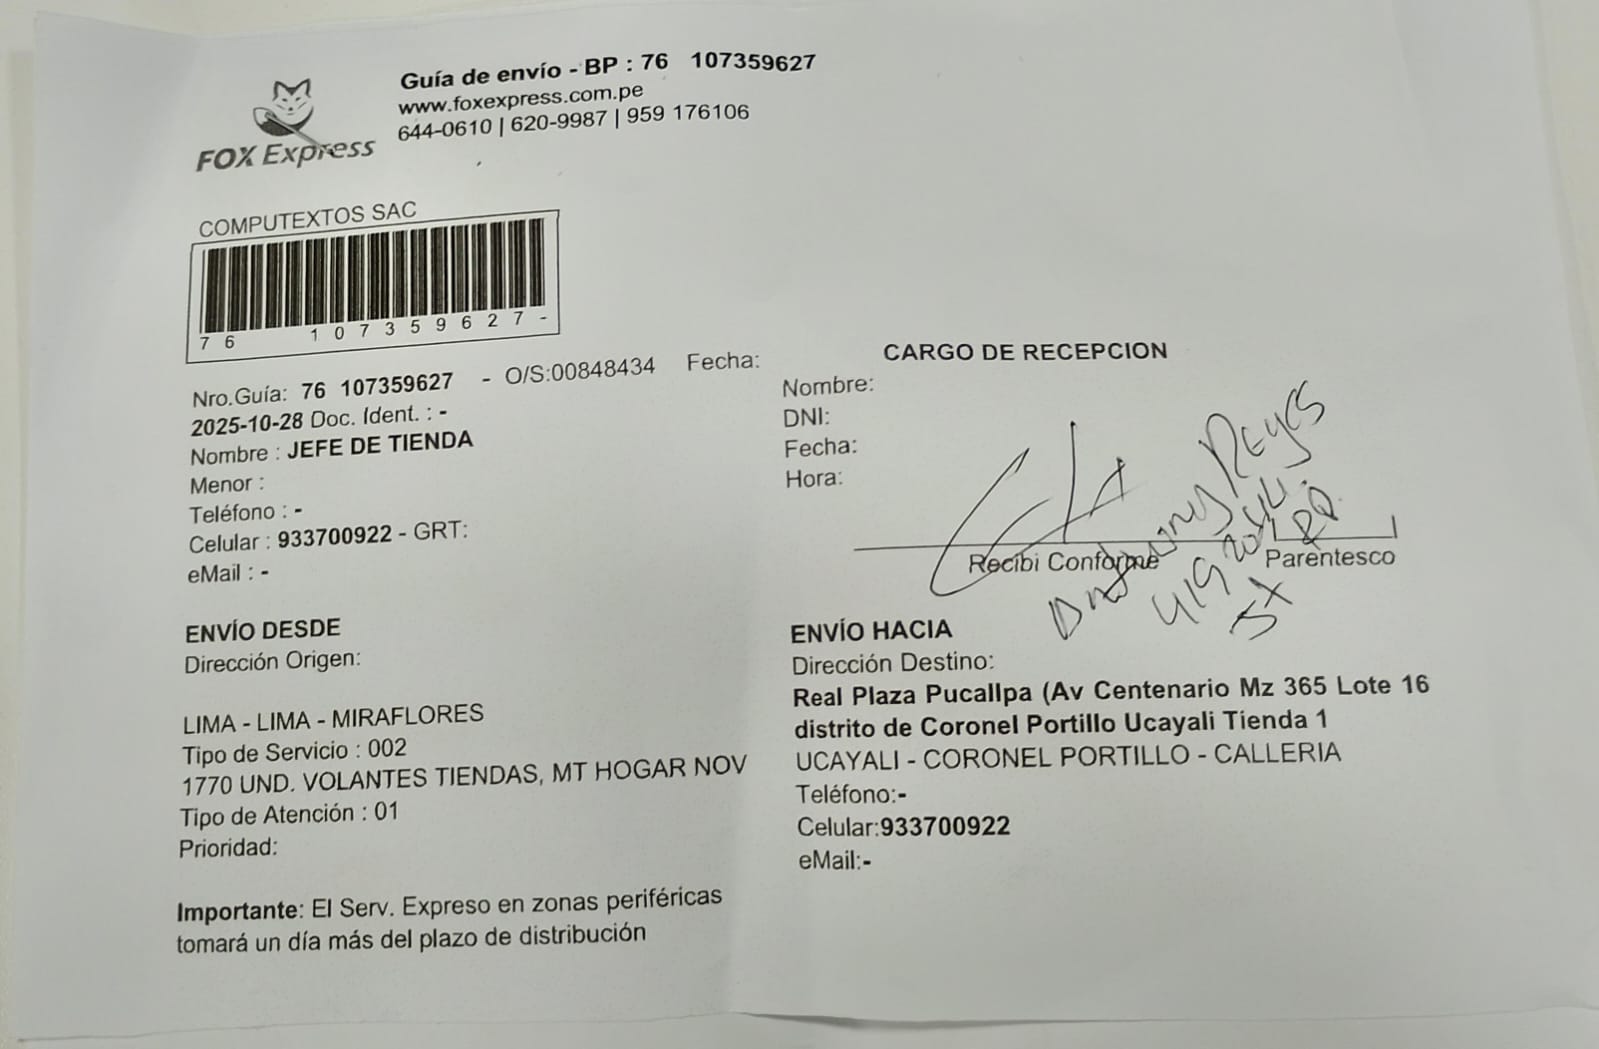 Guía de envío - BP : 76 107359627
www.foxexpress.com.pe
644-0610 | 620-9987 | 959 176106
FOX Express
COMPUTEXTOS SAC
76 107359627-
Nro.Guía: 76 107359627 - O/S:00848434 Fecha:
2025-10-28 Doc. Ident. : -
Nombre : JEFE DE TIENDA
Menor :
Teléfono : -
Celular : 933700922 - GRT:
eMail : -
CARGO DE RECEPCION
Nombre:
DNI:
Fecha:
Hora:
Reyes
Recibi Conforme
Parentesco
ENVÍO DESDE
Dirección Origen:
LIMA - LIMA - MIRAFLORES
Tipo de Servicio : 002
1770 UND. VOLANTES TIENDAS, MT HOGAR NOV
Tipo de Atención : 01
Prioridad:
ENVÍO HACIA
Dirección Destino:
Real Plaza Pucallpa (Av Centenario Mz 365 Lote 16
distrito de Coronel Portillo Ucayali Tienda 1
UCAYALI - CORONEL PORTILLO - CALLERIA
Teléfono:-
Celular:933700922
eMail:-
Importante: El Serv. Expreso en zonas periféricas
tomará un día más del plazo de distribución